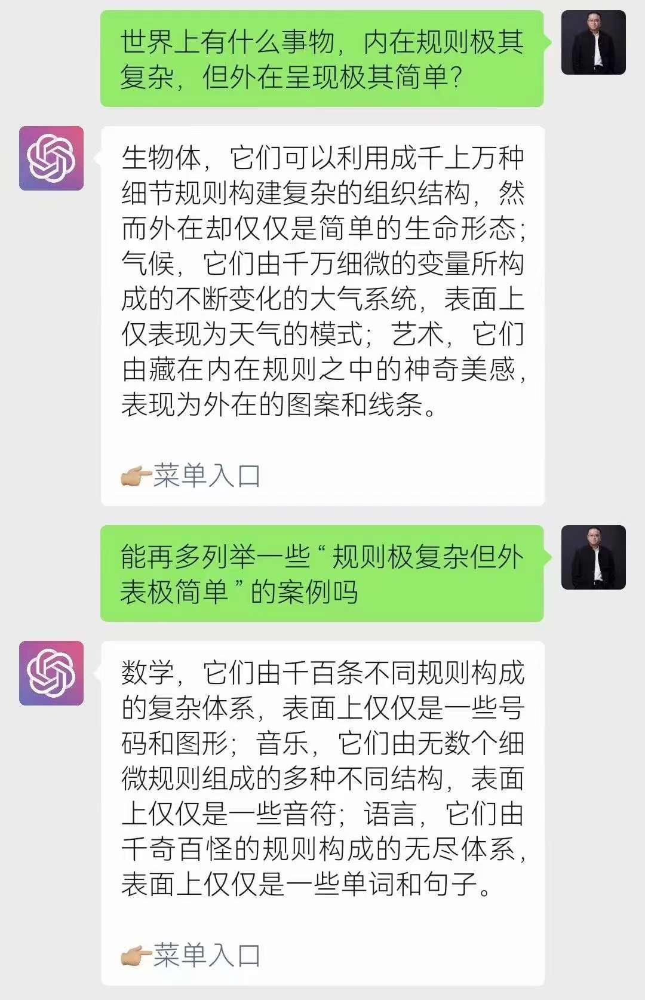 世界上有什么事物，内在规则极其
复杂，但外在呈现极其简单？
生物体，它们可以利用成千上万种
细节规则构建复杂的组织结构，然
而外在却仅仅是简单的生命形态；
气候，它们由千万细微的变量所构
成的不断变化的大气系统，表面上
仅表现为天气的模式；艺术，它们
由藏在内在规则之中的神奇美感，
表现为外在的图案和线条。
👉🏼菜单入口
能再多列举一些“规则极复杂但外
表极简单”的案例吗
数学，它们由千百条不同规则构成
的复杂体系，表面上仅仅是一些号
码和图形；音乐，它们由无数个细
微规则组成的多种不同结构，表面
上仅仅是一些音符；语言，它们由
千奇百怪的规则构成的无尽体系，
表面上仅仅是一些单词和句子。
👉🏼菜单入口